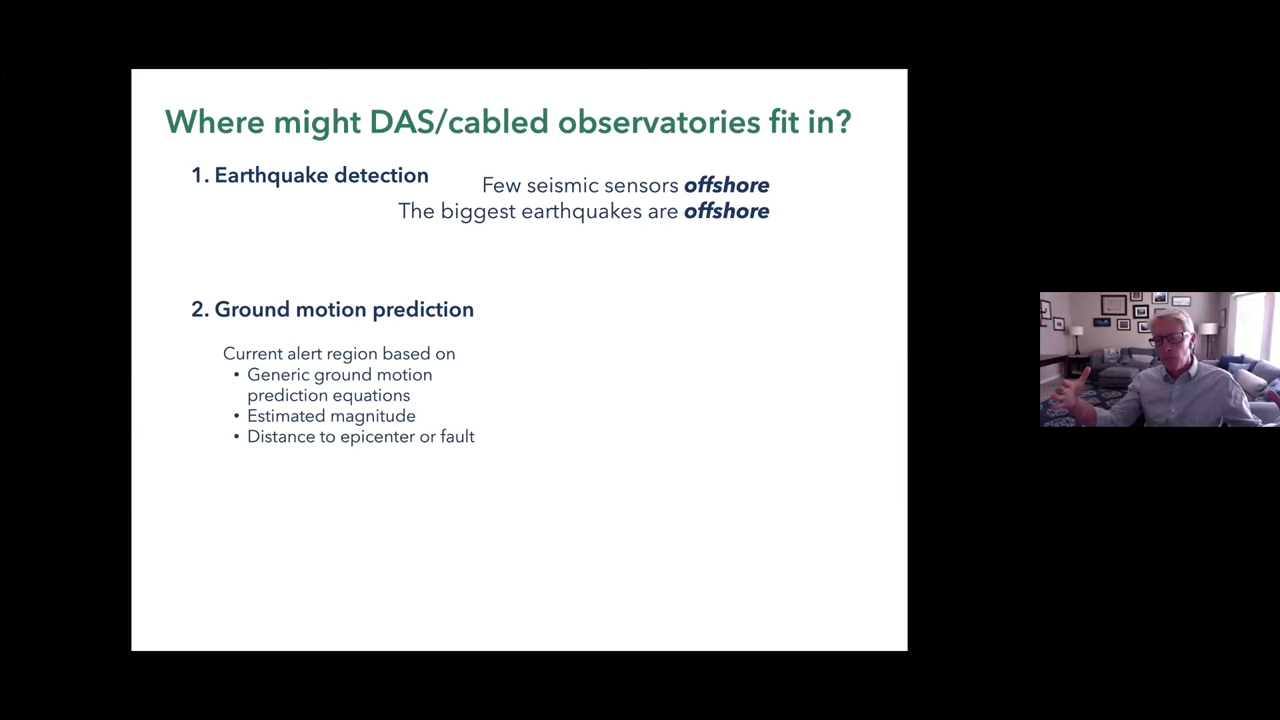 Where might DAS/cabled observatories fit in?
1. Earthquake detection
Few seismic sensors offshore
The biggest earthquakes are offshore
2. Ground motion prediction
Current alert region based on
• Generic ground motion
prediction equations
• Estimated magnitude
• Distance to epicenter or fault